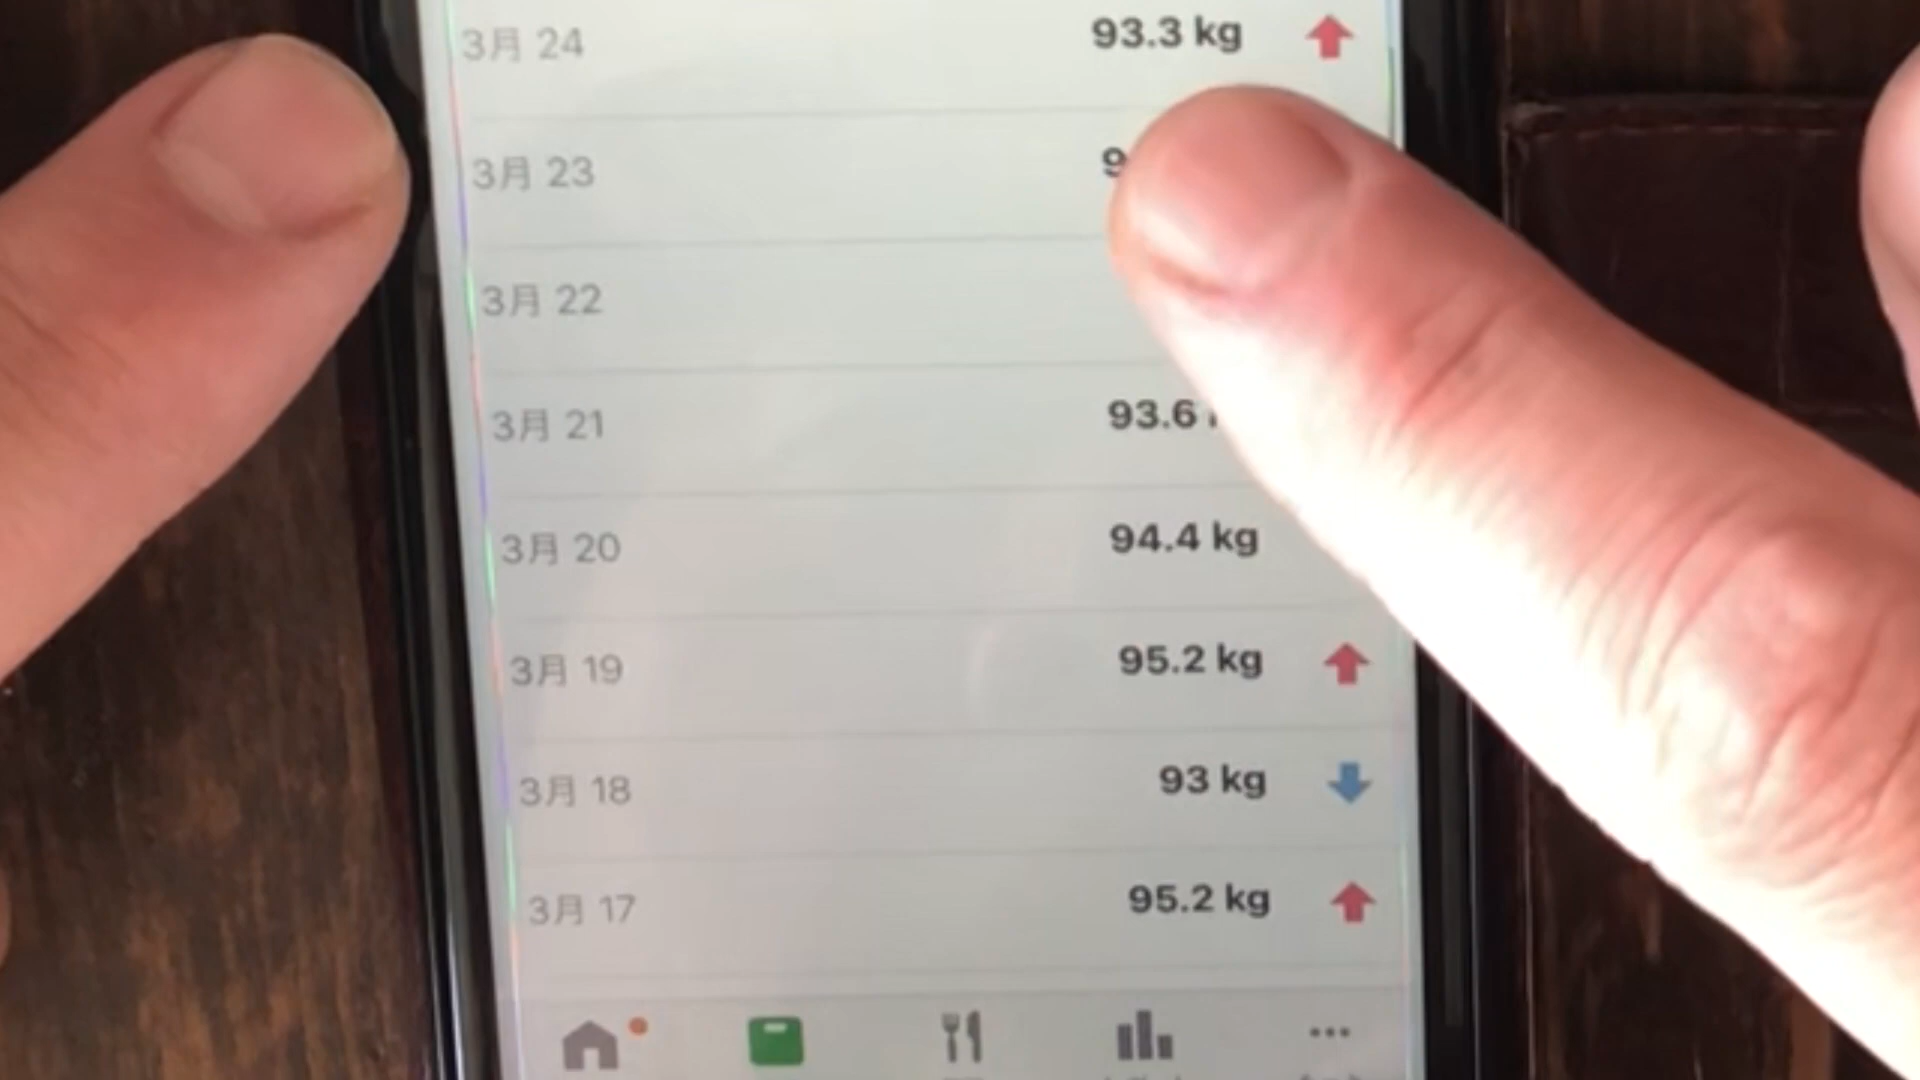 3月 24 93.3 kg
3月 23 9
3月 22
3月 21 93.6
3月 20 94.4 kg
3月 19 95.2 kg
3月 18 93 kg
3月 17 95.2 kg